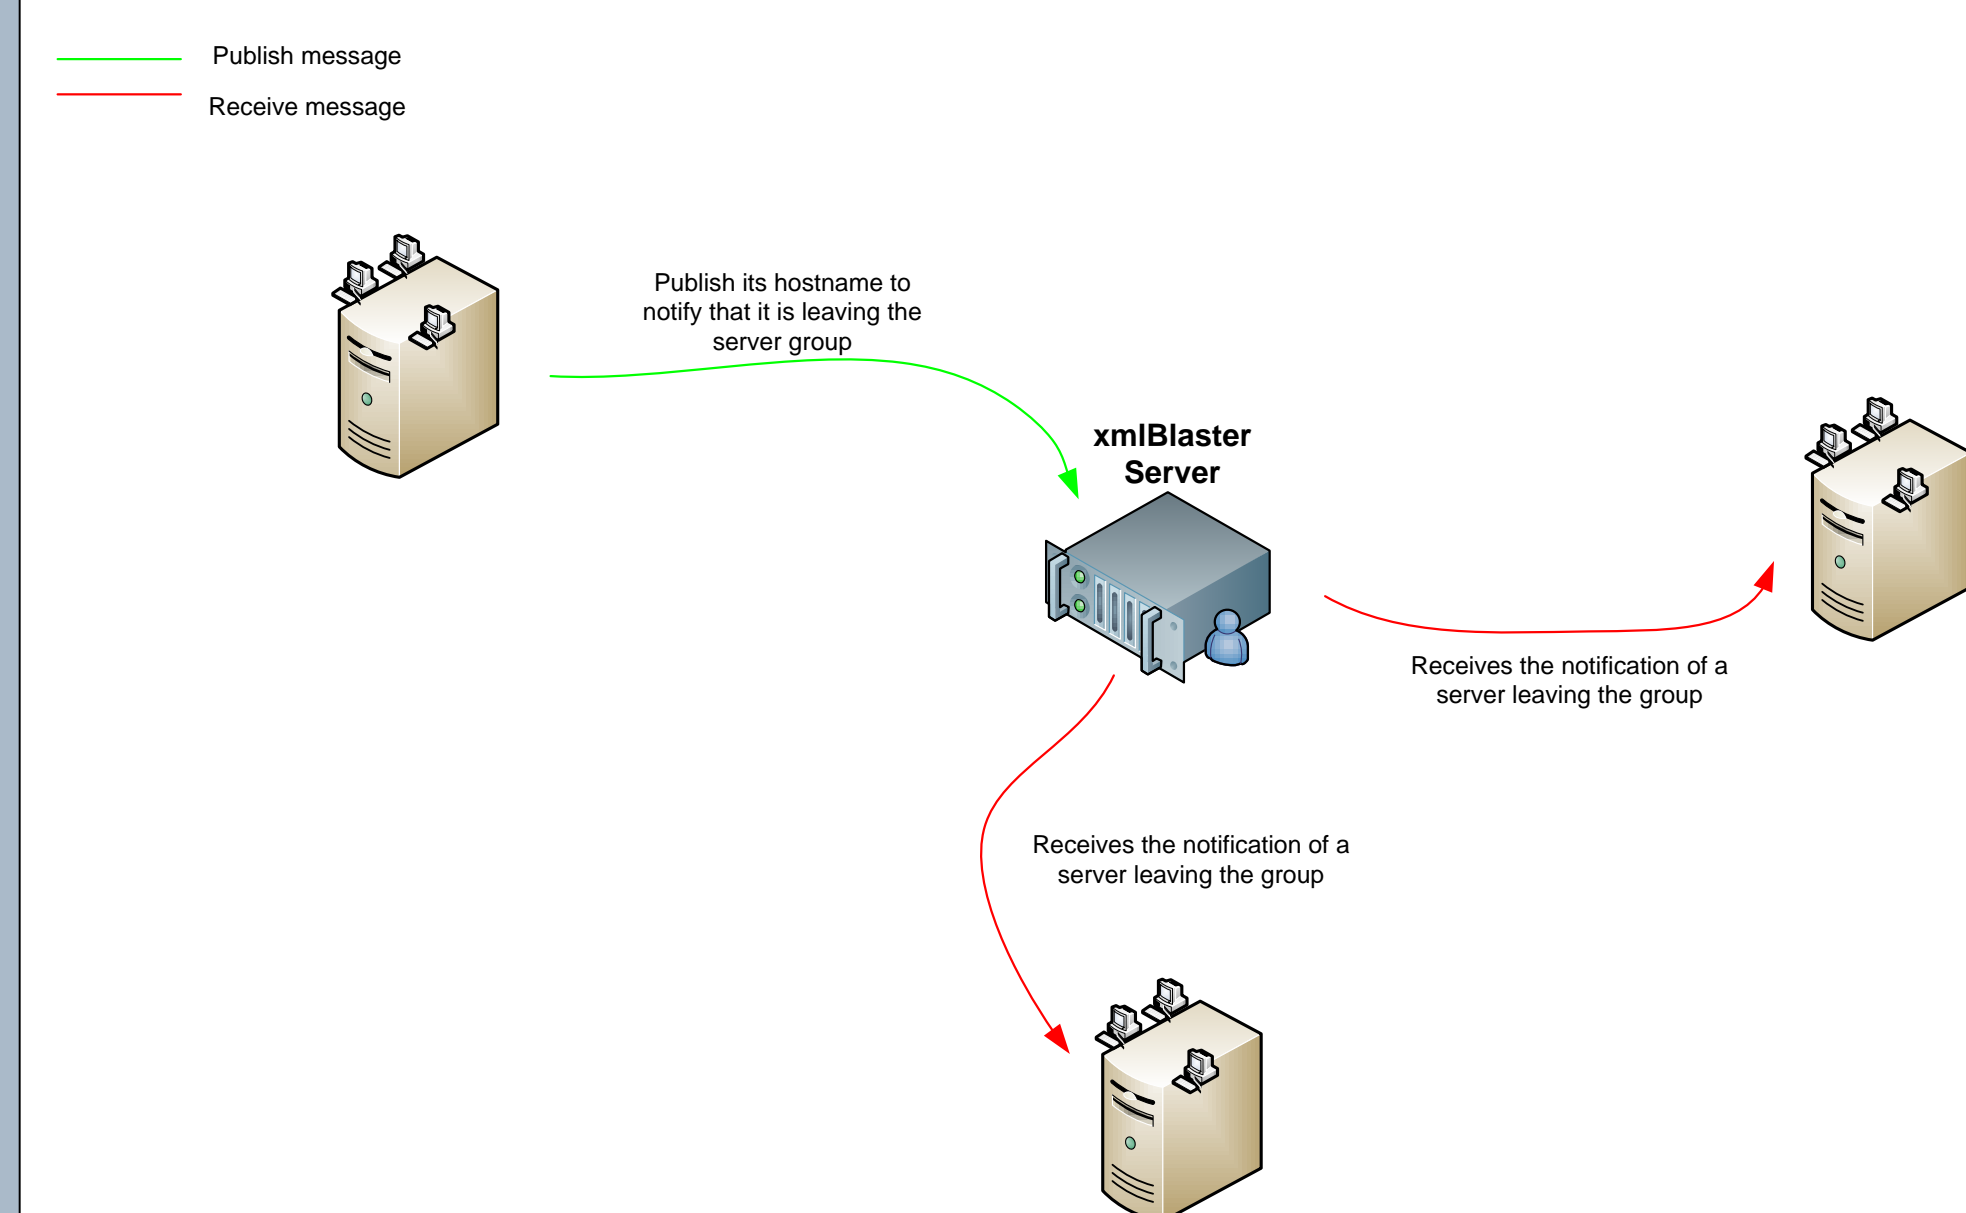 Publish message
Receive message
Publish its hostname to
notify that it is leaving the
server group
xmlBlaster
Server
Receives the notification of a
server leaving the group
Receives the notification of a
server leaving the group